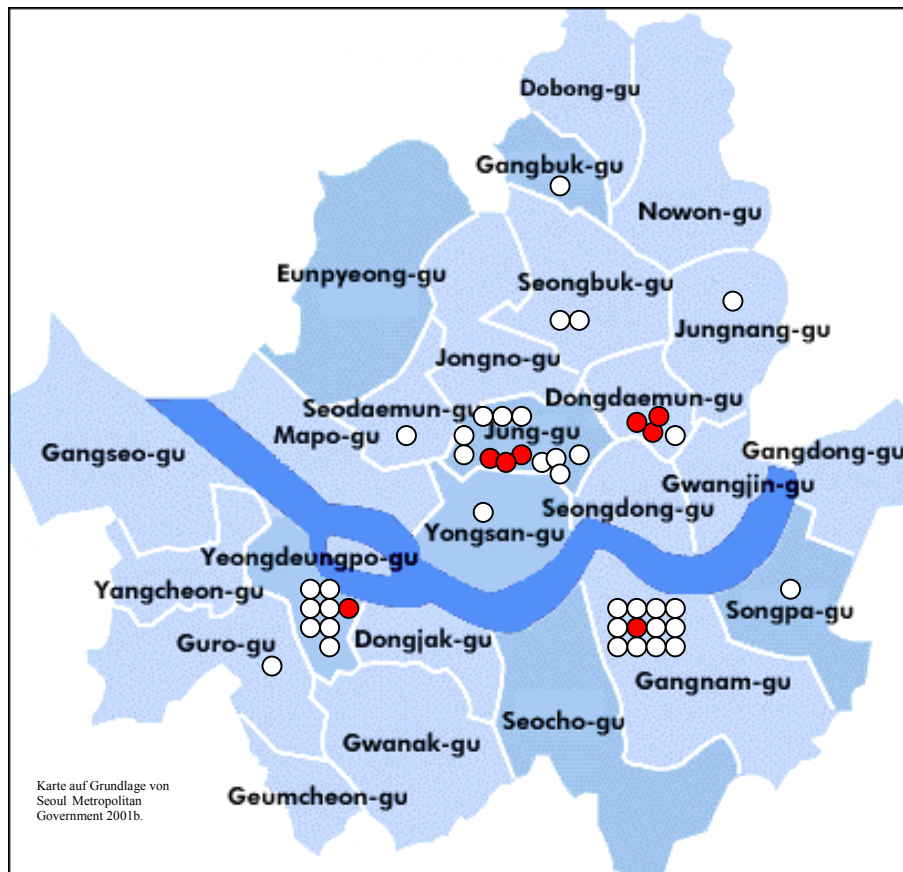 Dobong-gu
Gangbuk-gu
Nowon-gu
Eunpyeong-gu
Seongbuk-gu
Jungnang-gu
Jongno-gu
Dongdaemun-gu
Seodaemun-gu
Mapo-gu
Jung-gu
Gangseo-gu
Gangdong-gu
Gwangjin-gu
Seongdong-gu
Yongsan-gu
Yeongdeungpo-gu
Yangcheon-gu
Songpa-gu
Guro-gu
Dongjak-gu
Gangnam-gu
Seocho-gu
Gwanak-gu
Geumcheon-gu
Karte auf Grundlage von
Seoul Metropolitan
Government 2001b.